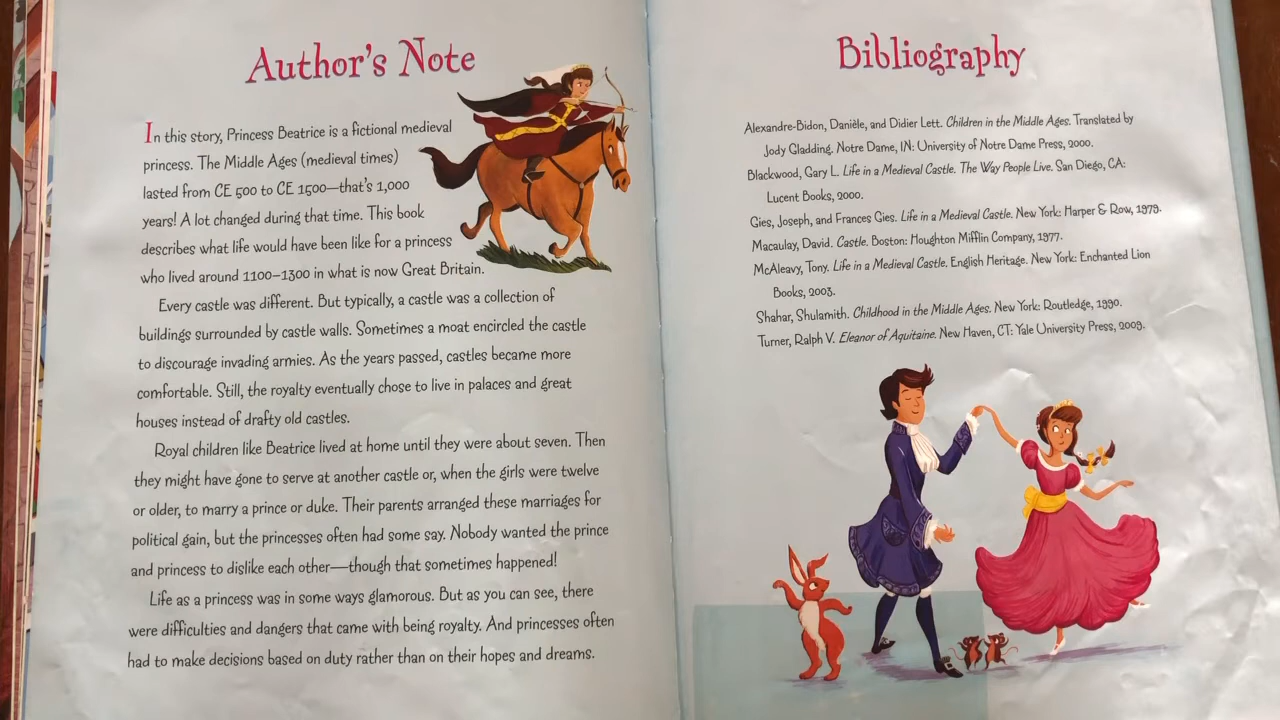 Author's Note
In this story, Princess Beatrice is a fictional medieval
princess. The Middle Ages (medieval times)
lasted from CE 500 to CE 1500—that's 1,000
years! A lot changed during that time. This book
describes what life would have been like for a princess
who lived around 1100–1300 in what is now Great Britain.
Every castle was different. But typically, a castle was a collection of
buildings surrounded by castle walls. Sometimes a moat encircled the castle
to discourage invading armies. As the years passed, castles became more
comfortable. Still, the royalty eventually chose to live in palaces and great
houses instead of drafty old castles.
Royal children like Beatrice lived at home until they were about seven. Then
they might have gone to serve at another castle or, when the girls were twelve
or older, to marry a prince or duke. Their parents arranged these marriages for
political gain, but the princesses often had some say. Nobody wanted the prince
and princess to dislike each other—though that sometimes happened!
Life as a princess was in some ways glamorous. But as you can see, there
were difficulties and dangers that came with being royalty. And princesses often
had to make decisions based on duty rather than on their hopes and dreams.
Bibliography
Alexandre-Bidon, Danièle, and Didier Lett. Children in the Middle Ages. Translated by
Jody Gladding. Notre Dame, IN: University of Notre Dame Press, 2000.
Blackwood, Gary L. Life in a Medieval Castle. The Way People Live. San Diego, CA:
Lucent Books, 2000.
Gies, Joseph, and Frances Gies. Life in a Medieval Castle. New York: Harper & Row, 1979.
Macaulay, David. Castle. Boston: Houghton Mifflin Company, 1977.
McAleavy, Tony. Life in a Medieval Castle. English Heritage. New York: Enchanted Lion
Books, 2003.
Shahar, Shulamith. Childhood in the Middle Ages. New York: Routledge, 1990.
Turner, Ralph V. Eleanor of Aquitaine. New Haven, CT: Yale University Press, 2009.